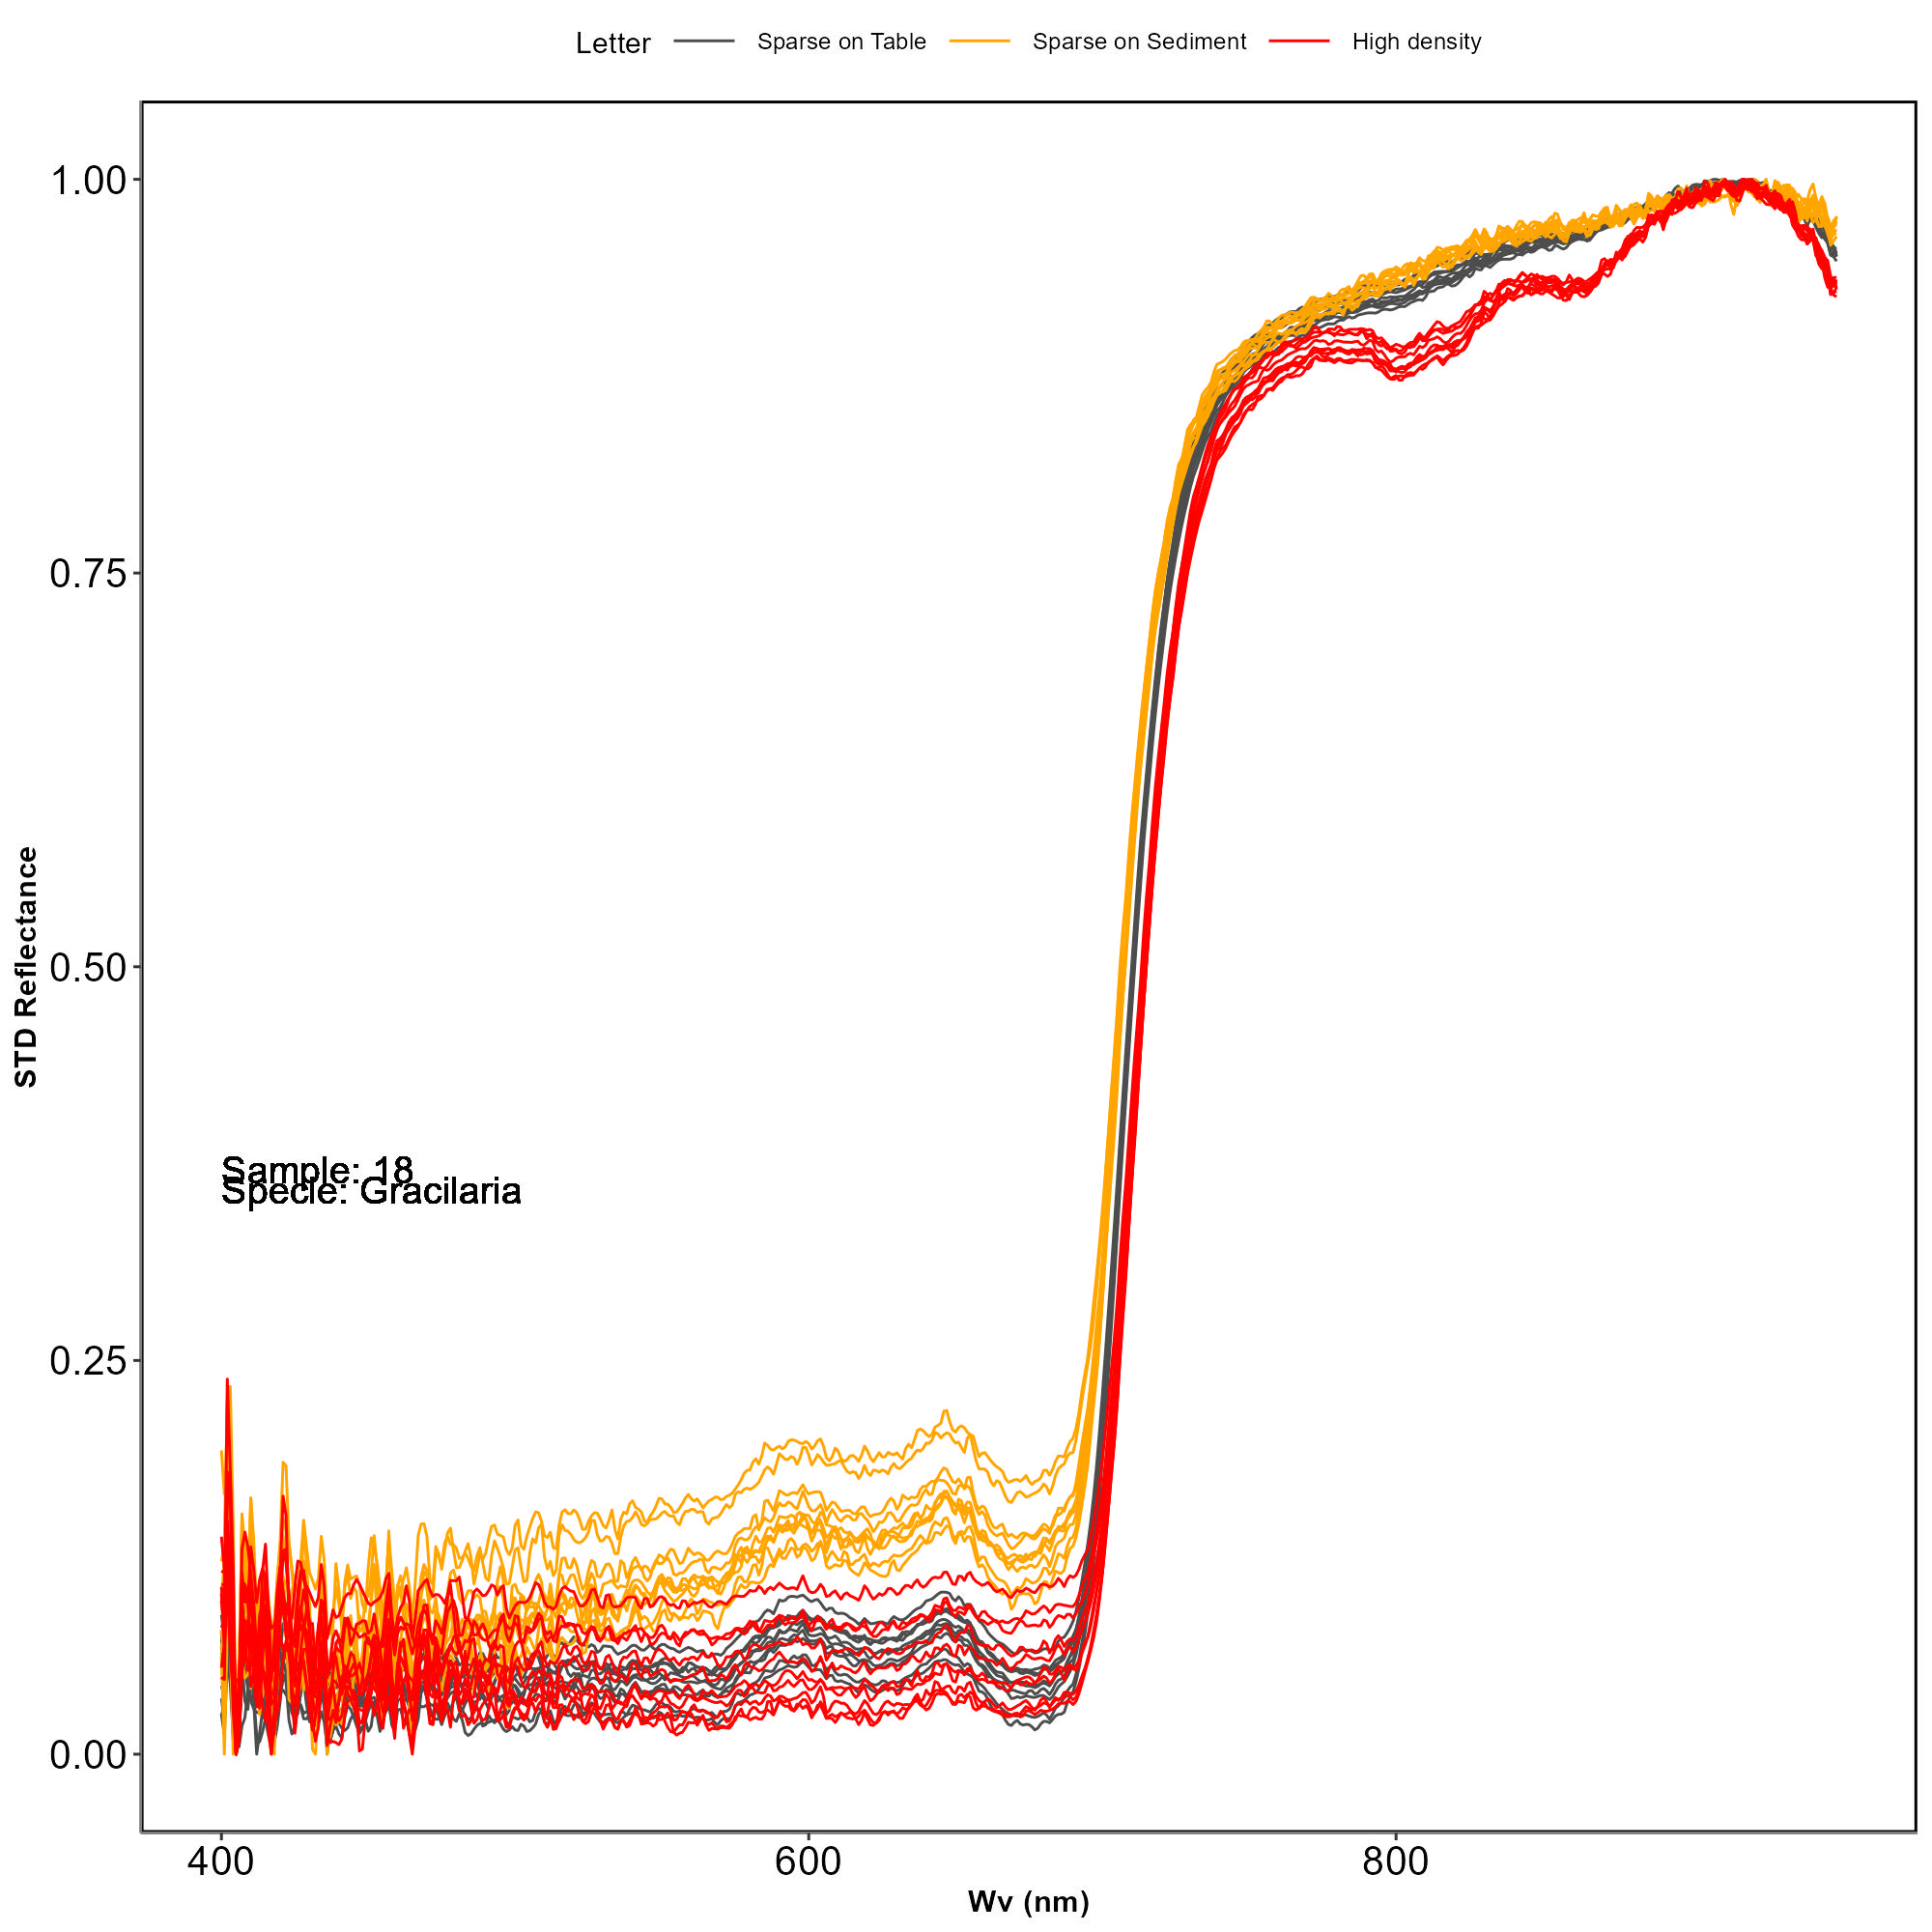 Letter Sparse on Table Sparse on Sediment High density
1.00
0.75
0.50
0.25
0.00
STD Reflectance
Sample: 18
Specie: Gracilaria
400 600 800
Wv (nm)